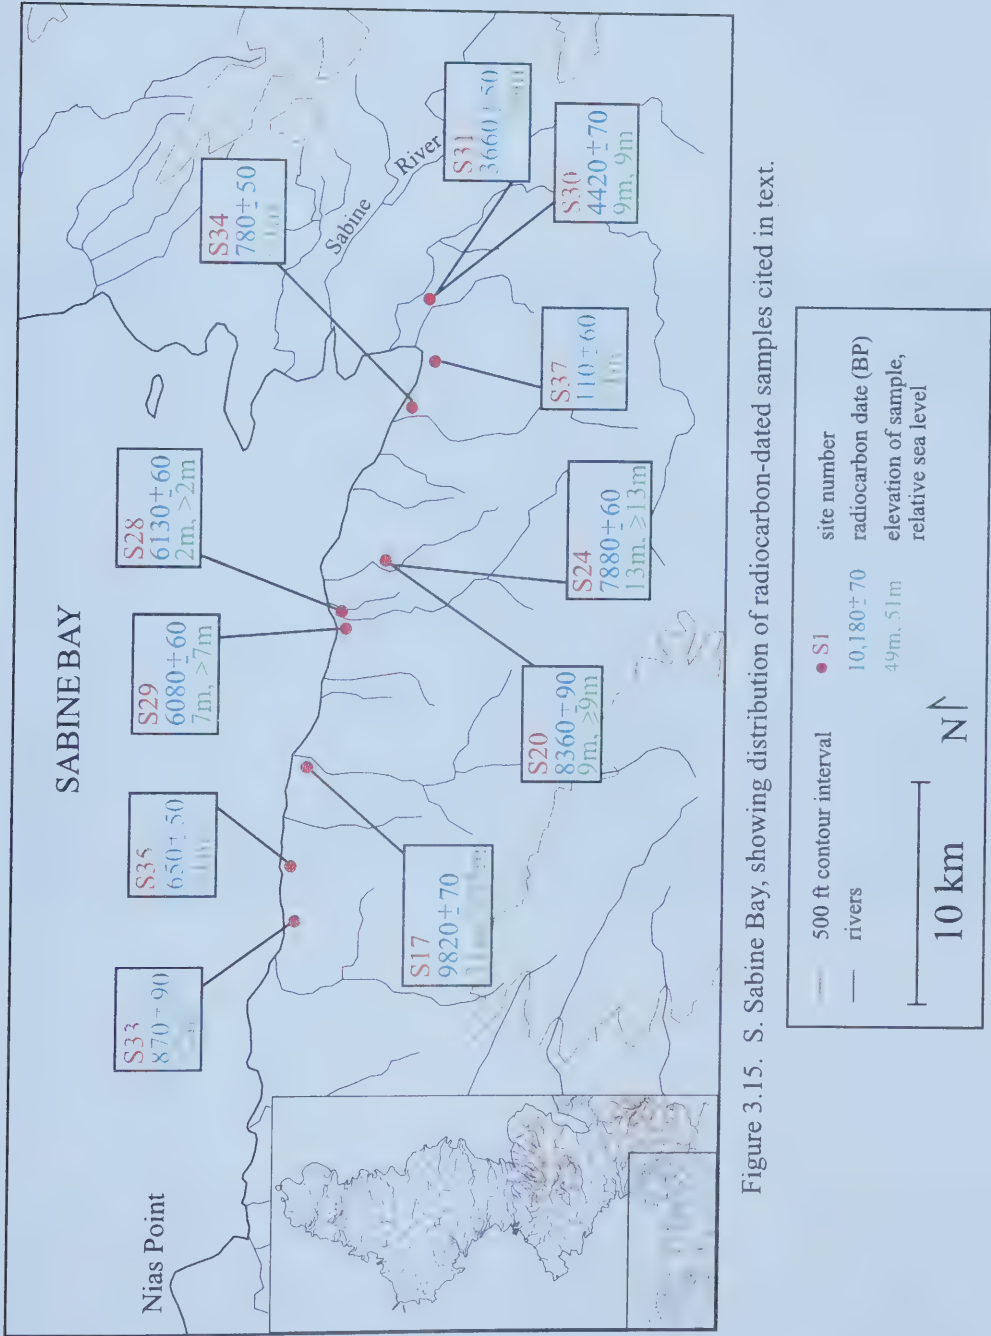 SABINE BAY
Nias Point
S33
870±90
S35
650±50
S29
6080±60
7m, >7m
S28
6130±60
2m, >2m
S34
780±50
Sabine
River
S17
9820±70
S20
8360±90
9m, ≥9m
S24
7880±60
13m, ≥13m
S37
110±60
S31
3660±50
S30
4420±70
9m, 9m
Figure 3.15. S. Sabine Bay, showing distribution of radiocarbon-dated samples cited in text.
500 ft contour interval
rivers
10 km
N
S1
site number
10,180±70
radiocarbon date (BP)
49m, 51m
elevation of sample,
relative sea level